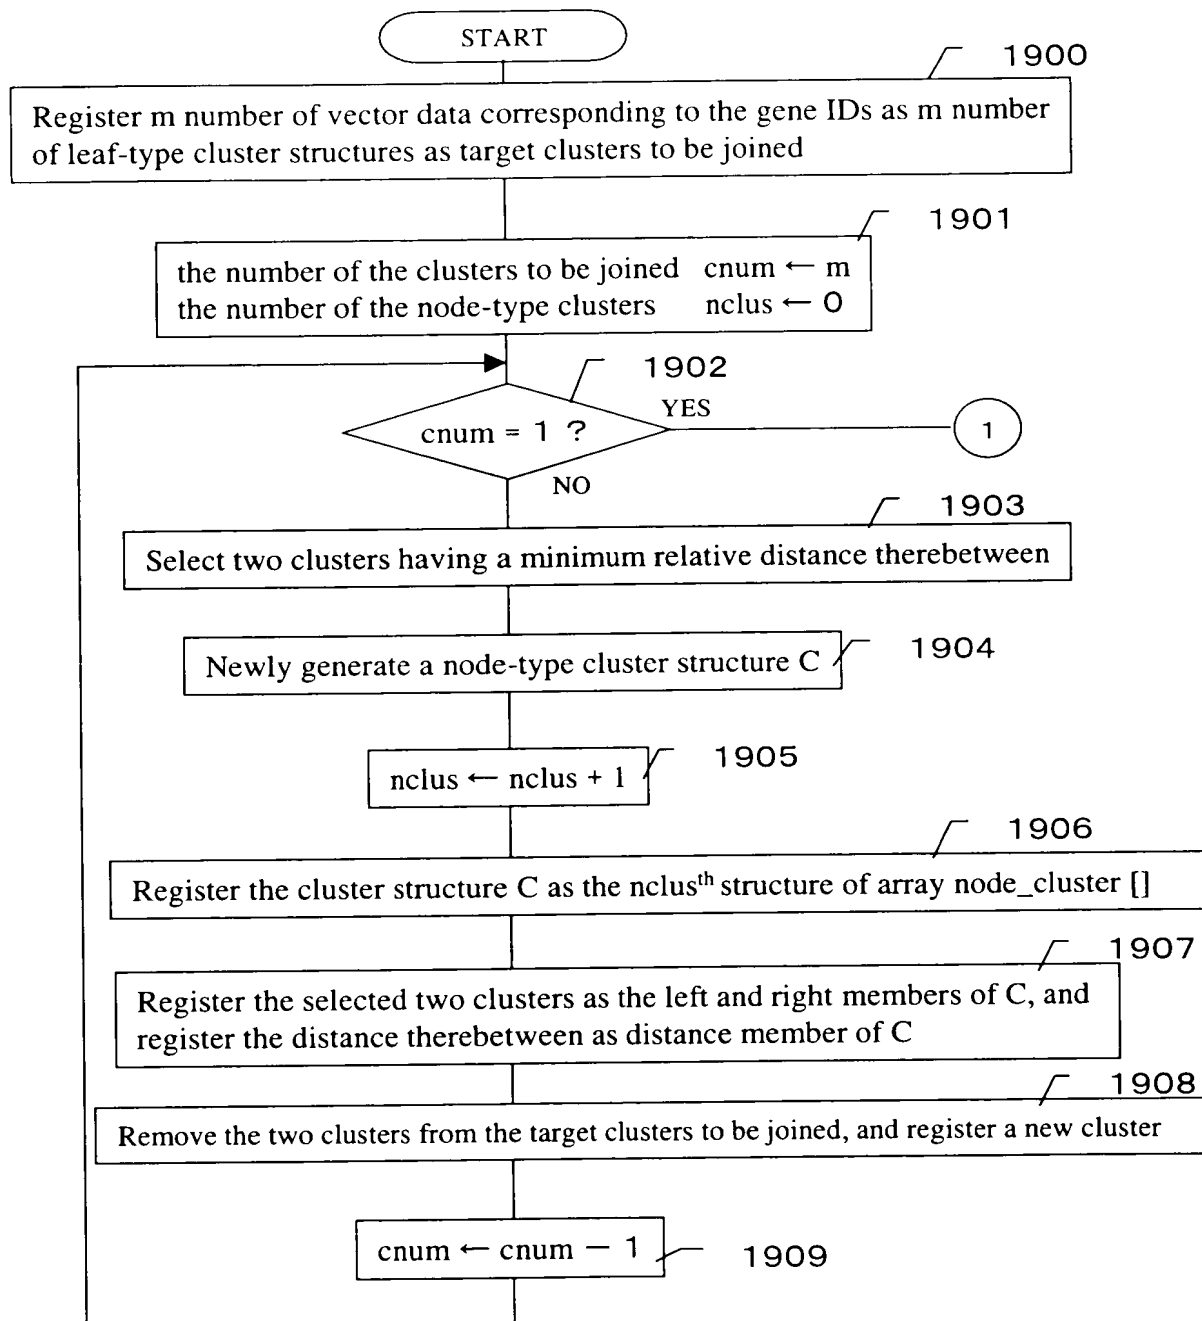 START
1900
Register m number of vector data corresponding to the gene IDs as m number
of leaf-type cluster structures as target clusters to be joined
1901
the number of the clusters to be joined cnum ← m
the number of the node-type clusters nclus ← 0
1902
cnum = 1 ?
YES
1
NO
1903
Select two clusters having a minimum relative distance therebetween
1904
Newly generate a node-type cluster structure C
1905
nclus ← nclus + 1
1906
Register the cluster structure C as the nclusth structure of array node_cluster []
1907
Register the selected two clusters as the left and right members of C, and
register the distance therebetween as distance member of C
1908
Remove the two clusters from the target clusters to be joined, and register a new cluster
cnum ← cnum − 1
1909